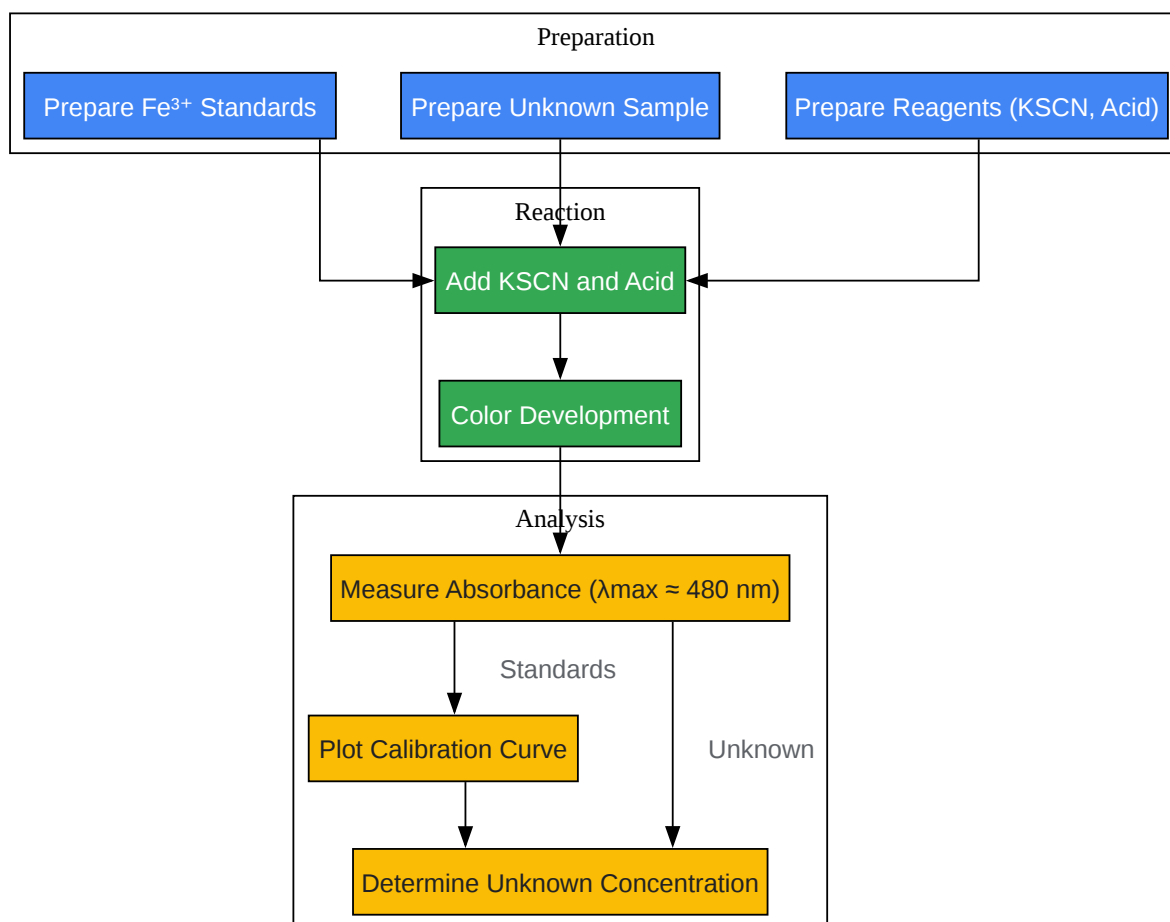 Preparation
Prepare Fe³⁺ Standards
Prepare Unknown Sample
Prepare Reagents (KSCN, Acid)
Reaction
Add KSCN and Acid
Color Development
Analysis
Measure Absorbance (λmax ≈ 480 nm)
Standards
Plot Calibration Curve
Unknown
Determine Unknown Concentration